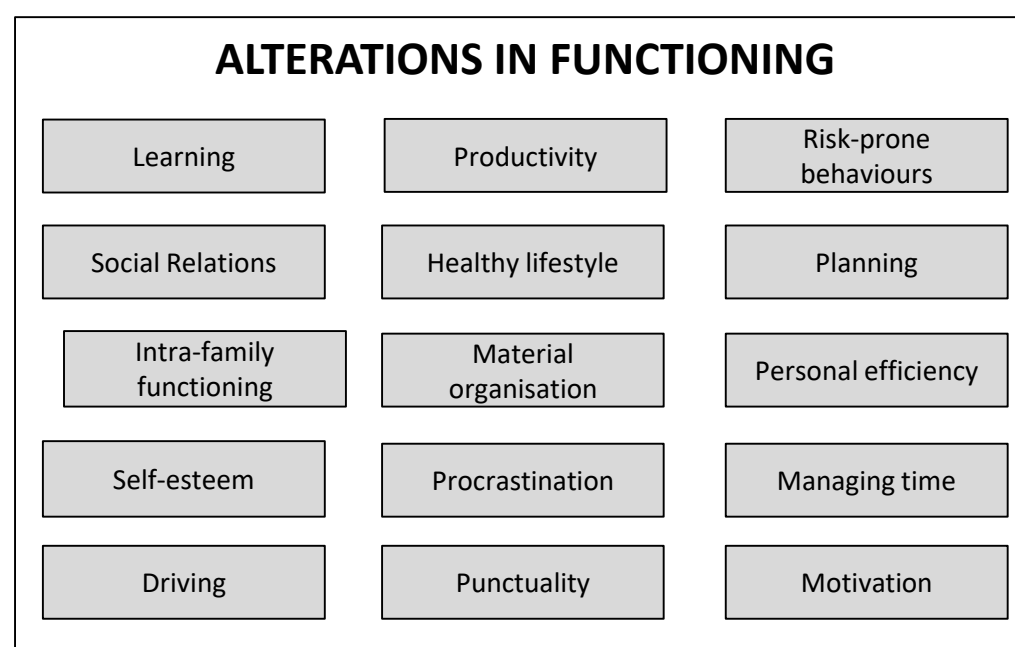 ALTERATIONS IN FUNCTIONING
Learning
Productivity
Risk-prone
behaviours
Social Relations
Healthy lifestyle
Planning
Intra-family
functioning
Material
organisation
Personal efficiency
Self-esteem
Procrastination
Managing time
Driving
Punctuality
Motivation